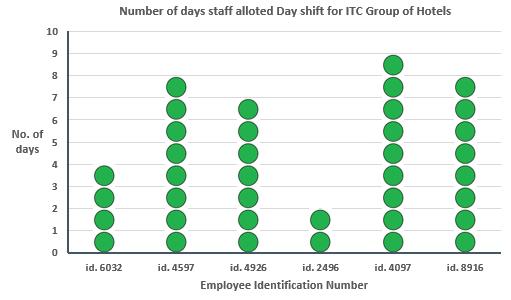 Number of days staff alloted Day shift for ITC Group of Hotels
10
9
8
7
6
5
4
3
2
1
0
No. of
days
id. 6032 id. 4597 id. 4926 id. 2496 id. 4097 id. 8916
Employee Identification Number